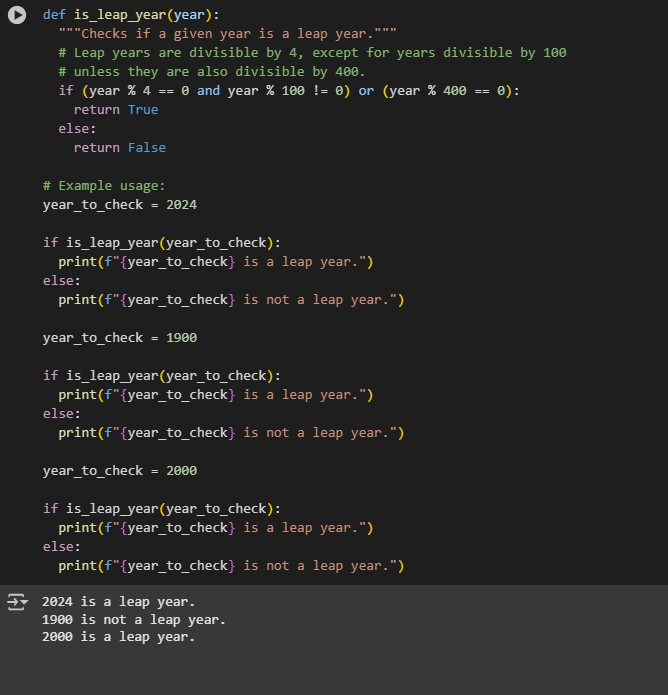 def is_leap_year(year):
  """Checks if a given year is a leap year."""
  # Leap years are divisible by 4, except for years divisible by 100
  # unless they are also divisible by 400.
  if (year % 4 == 0 and year % 100 != 0) or (year % 400 == 0):
    return True
  else:
    return False

# Example usage:
year_to_check = 2024

if is_leap_year(year_to_check):
  print(f"{year_to_check} is a leap year.")
else:
  print(f"{year_to_check} is not a leap year.")

year_to_check = 1900

if is_leap_year(year_to_check):
  print(f"{year_to_check} is a leap year.")
else:
  print(f"{year_to_check} is not a leap year.")

year_to_check = 2000

if is_leap_year(year_to_check):
  print(f"{year_to_check} is a leap year.")
else:
  print(f"{year_to_check} is not a leap year.")

2024 is a leap year.
1900 is not a leap year.
2000 is a leap year.